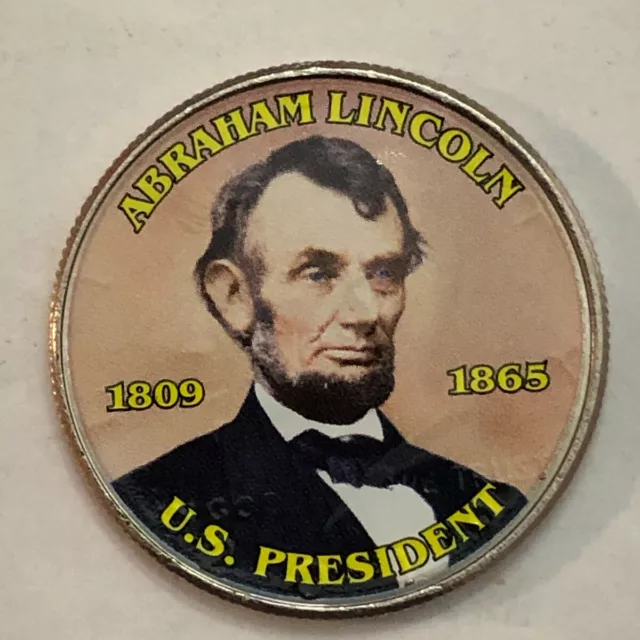 ABRAHAM LINCOLN
1809
1865
U.S. PRESIDENT